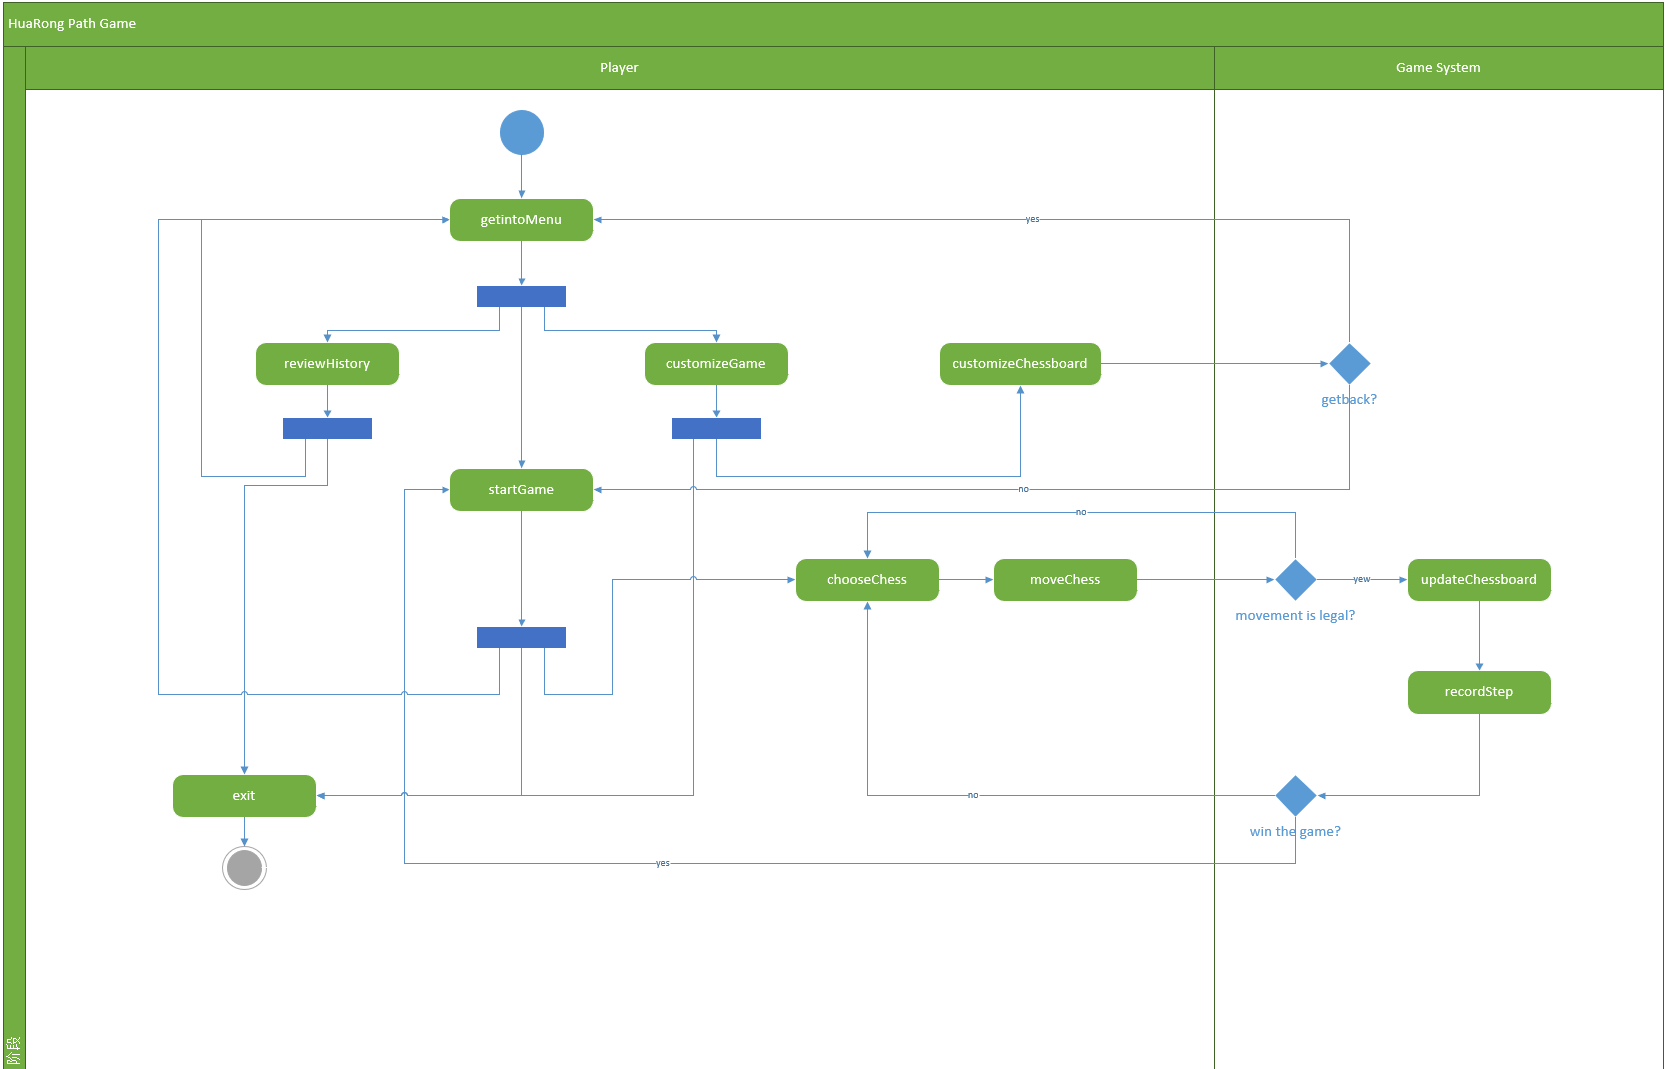 HuaRong Path Game
Player
Game System
getintoMenu
yes
reviewHistory
customizeGame
customizeChessboard
getback?
startGame
no
no
chooseChess
moveChess
yew
updateChessboard
movement is legal?
recordStep
exit
no
win the game?
yes
阶段